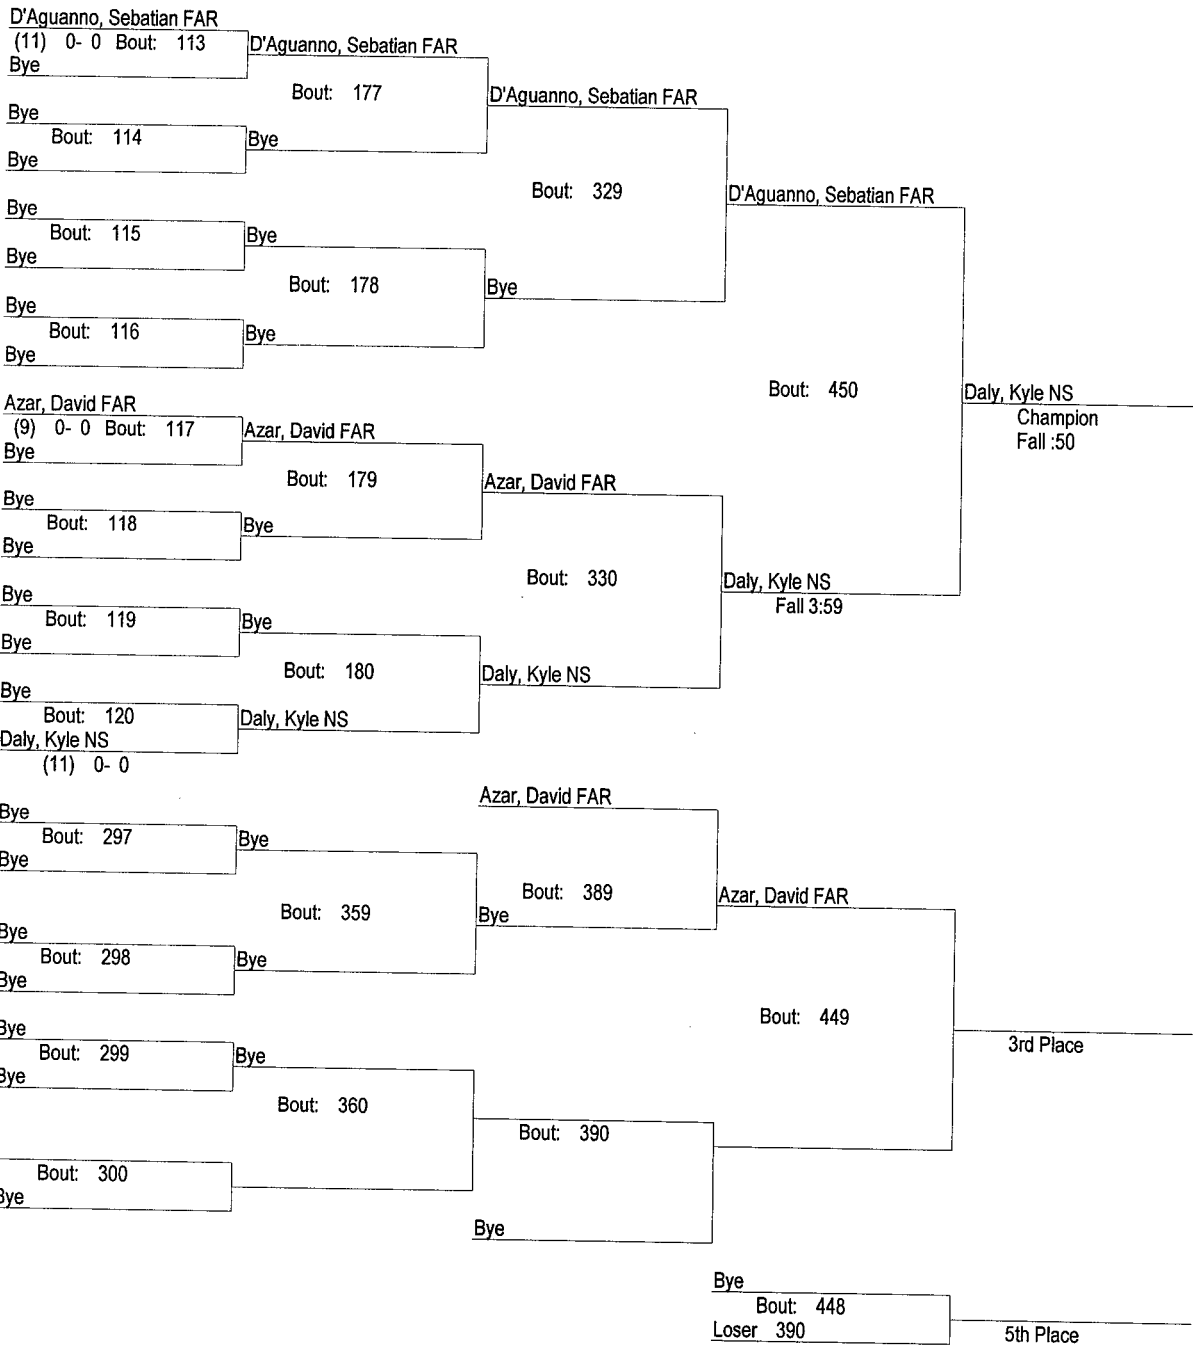 D'Aguanno, Sebatian FAR
(11) 0- 0 Bout: 113
Bye
D'Aguanno, Sebatian FAR
Bout: 177
D'Aguanno, Sebatian FAR
Bye
Bout: 114
Bye
Bye
Bout: 329
D'Aguanno, Sebatian FAR
Bye
Bout: 115
Bye
Bye
Bout: 178
Bye
Bye
Bout: 116
Bye
Bye
Bout: 450
Daly, Kyle NS
Champion
Fall :50
Azar, David FAR
(9) 0- 0 Bout: 117
Bye
Azar, David FAR
Bout: 179
Azar, David FAR
Bye
Bout: 118
Bye
Bye
Bout: 330
Daly, Kyle NS
Fall 3:59
Bye
Bout: 119
Bye
Bye
Bout: 180
Daly, Kyle NS
Bye
Bout: 120
Daly, Kyle NS
Daly, Kyle NS
(11) 0- 0
Azar, David FAR
Bye
Bout: 297
Bye
Bye
Bout: 389
Azar, David FAR
Bout: 359
Bye
Bye
Bout: 298
Bye
Bye
Bout: 449
3rd Place
Bye
Bout: 299
Bye
Bye
Bout: 360
Bout: 390
Bout: 300
Bye
Bye
Bye
Bout: 448
Loser 390
5th Place